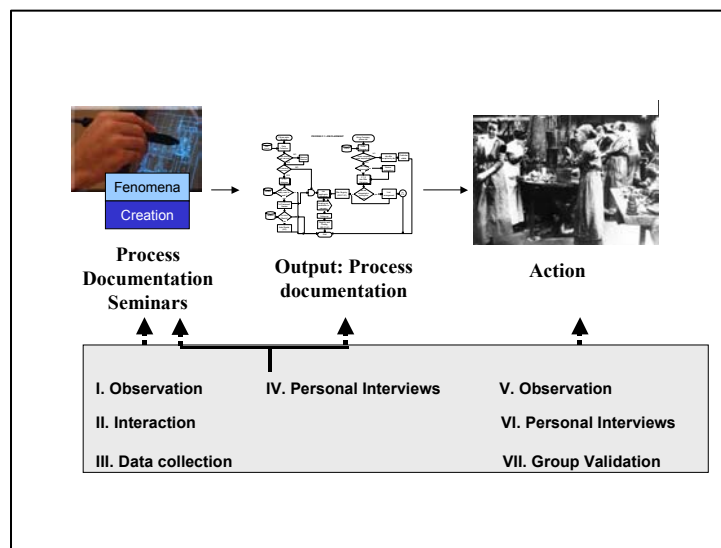 Fenomena
Creation
Process
Documentation
Seminars
Output: Process
documentation
Action
I. Observation
II. Interaction
III. Data collection
IV. Personal Interviews
V. Observation
VI. Personal Interviews
VII. Group Validation